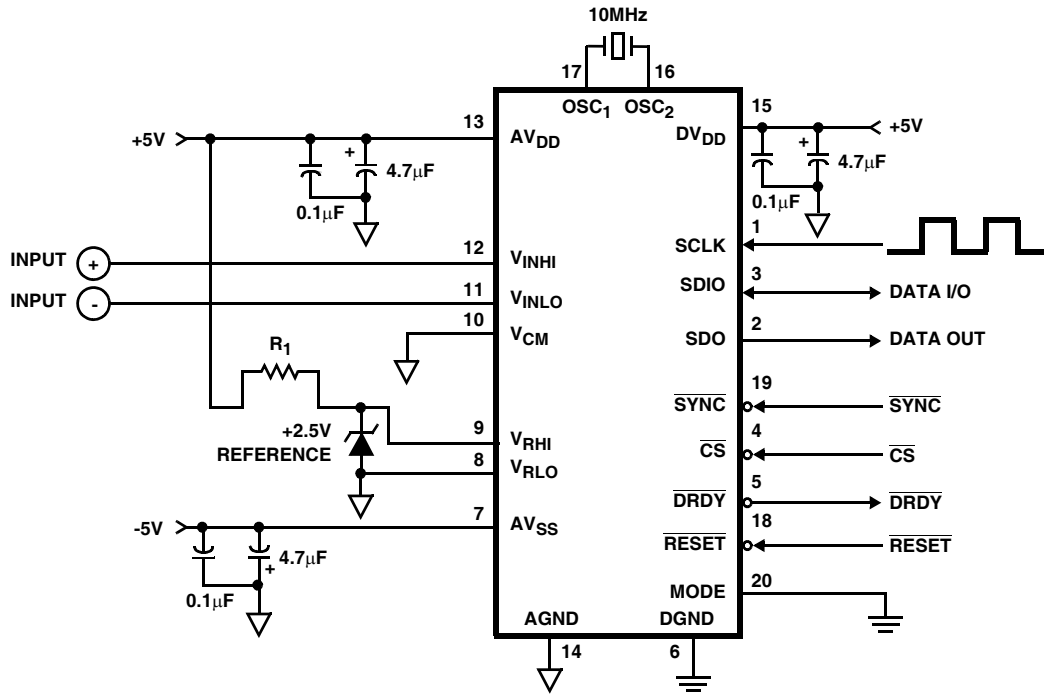 10MHz
17
16
OSC1
OSC2
+5V
13
AVDD
+
4.7μF
0.1μF
15
DVDD
+5V
+
4.7μF
0.1μF
INPUT
+
12
VINHI
INPUT
-
11
VINLO
10
VCM
R1
+2.5V
REFERENCE
9
VRHI
8
VRLO
-5V
7
AVSS
4.7μF
+
0.1μF
1
SCLK
3
SDIO
DATA I/O
2
SDO
DATA OUT
19
SYNC
SYNC
4
CS
CS
5
DRDY
DRDY
18
RESET
RESET
20
MODE
AGND
DGND
14
6